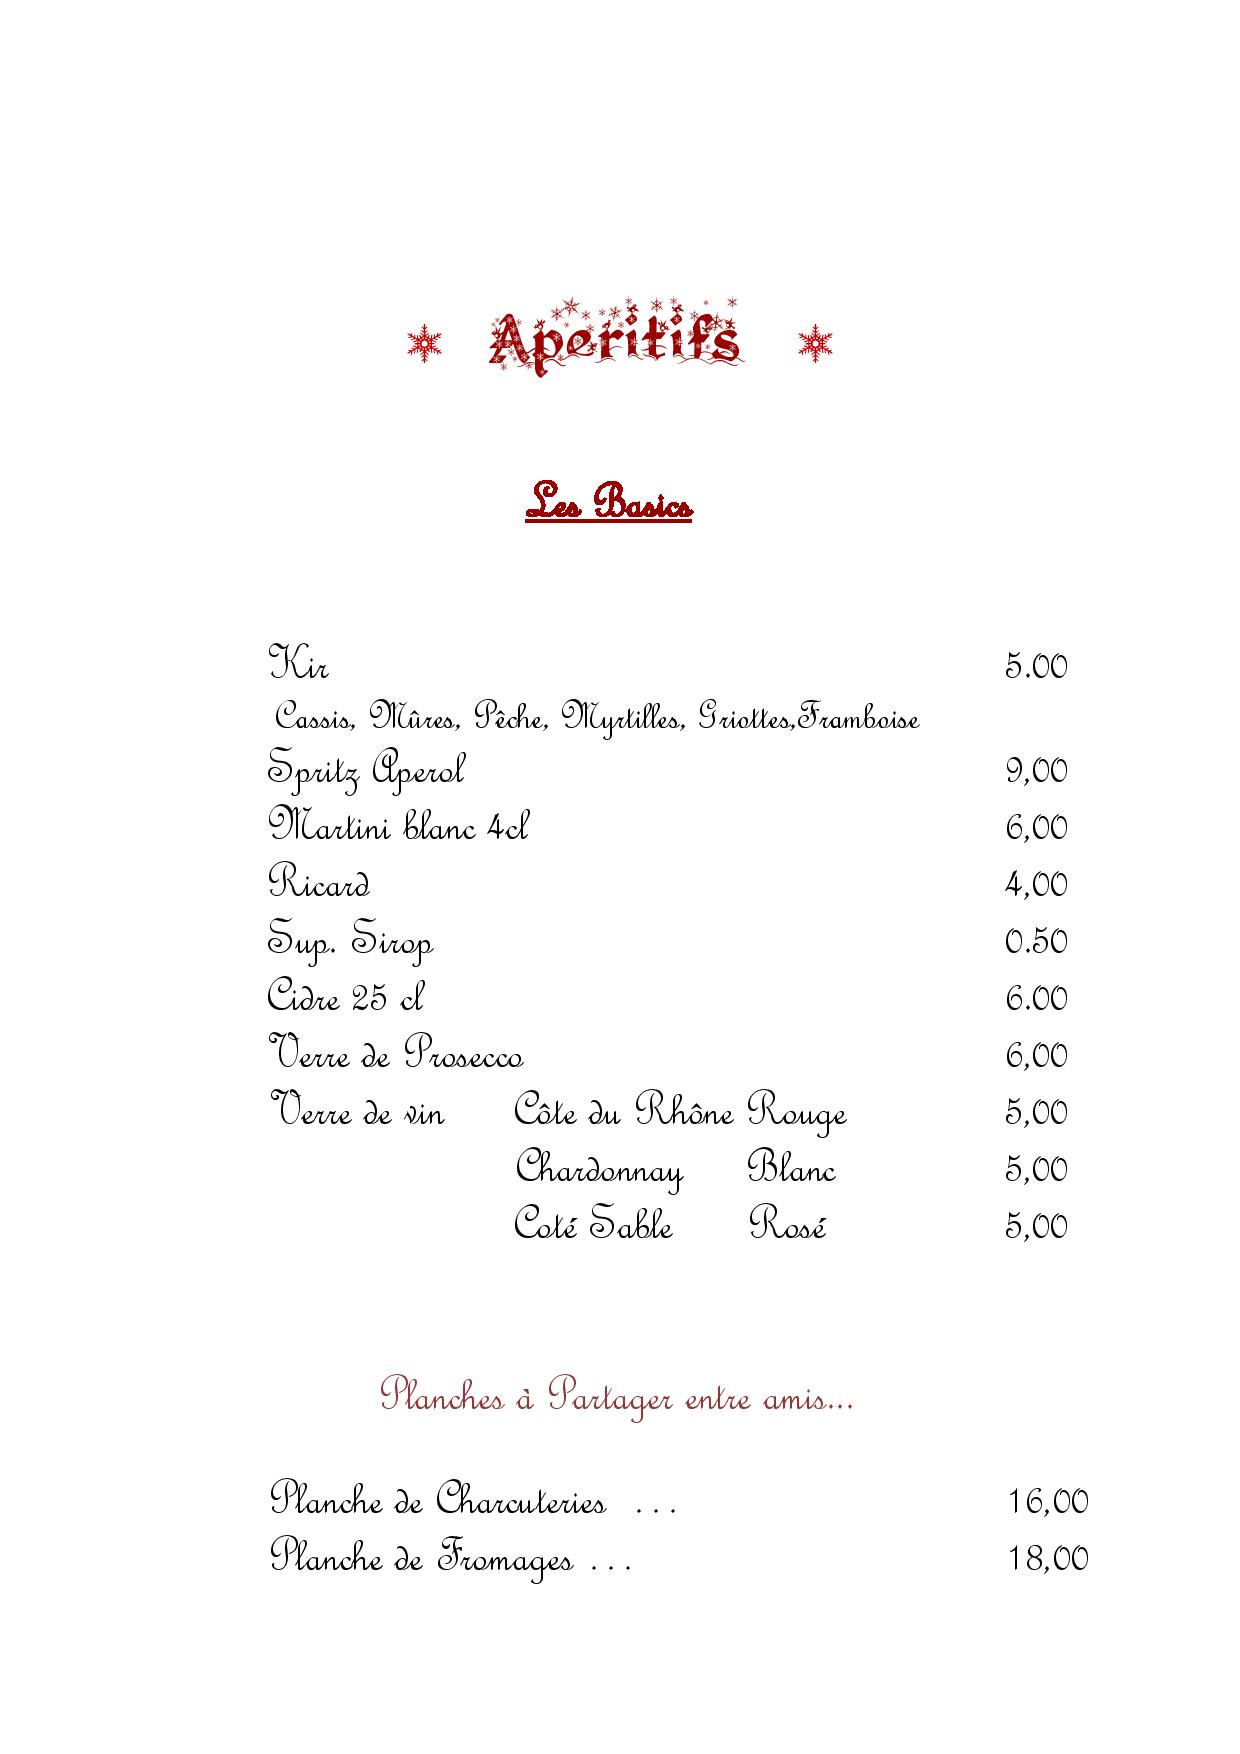 Aperitifs
Les Basics
Kir 5.00
Cassis, Mûres, Pêche, Myrtilles, Griottes,Framboise
Spritz Aperol 9,00
Martini blanc 4cl 6,00
Ricard 4,00
Sup. Sirop 0.50
Cidre 25 cl 6.00
Verre de Prosecco 6,00
Verre de vin Côte du Rhône Rouge 5,00
Chardonnay Blanc 5,00
Coté Sable Rosé 5,00
Planches à Partager entre amis...
Planche de Charcuteries ... 16,00
Planche de Fromages ... 18,00